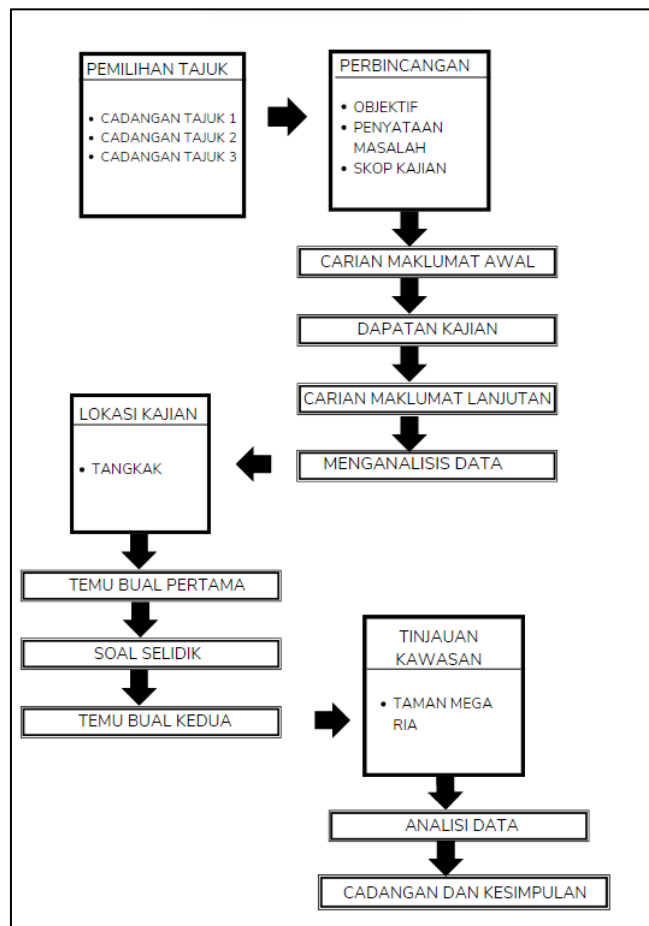 PEMILIHAN TAJUK
• CADANGAN TAJUK 1
• CADANGAN TAJUK 2
• CADANGAN TAJUK 3
PERBINCANGAN
• OBJEKTIF
• PENYATAAN
MASALAH
• SKOP KAJIAN
CARIAN MAKLUMAT AWAL
DAPATAN KAJIAN
CARIAN MAKLUMAT LANJUTAN
MENGANALISIS DATA
LOKASI KAJIAN
• TANGKAK
TEMU BUAL PERTAMA
SOAL SELIDIK
TEMU BUAL KEDUA
TINJAUAN
KAWASAN
• TAMAN MEGA
RIA
ANALISI DATA
CADANGAN DAN KESIMPULAN